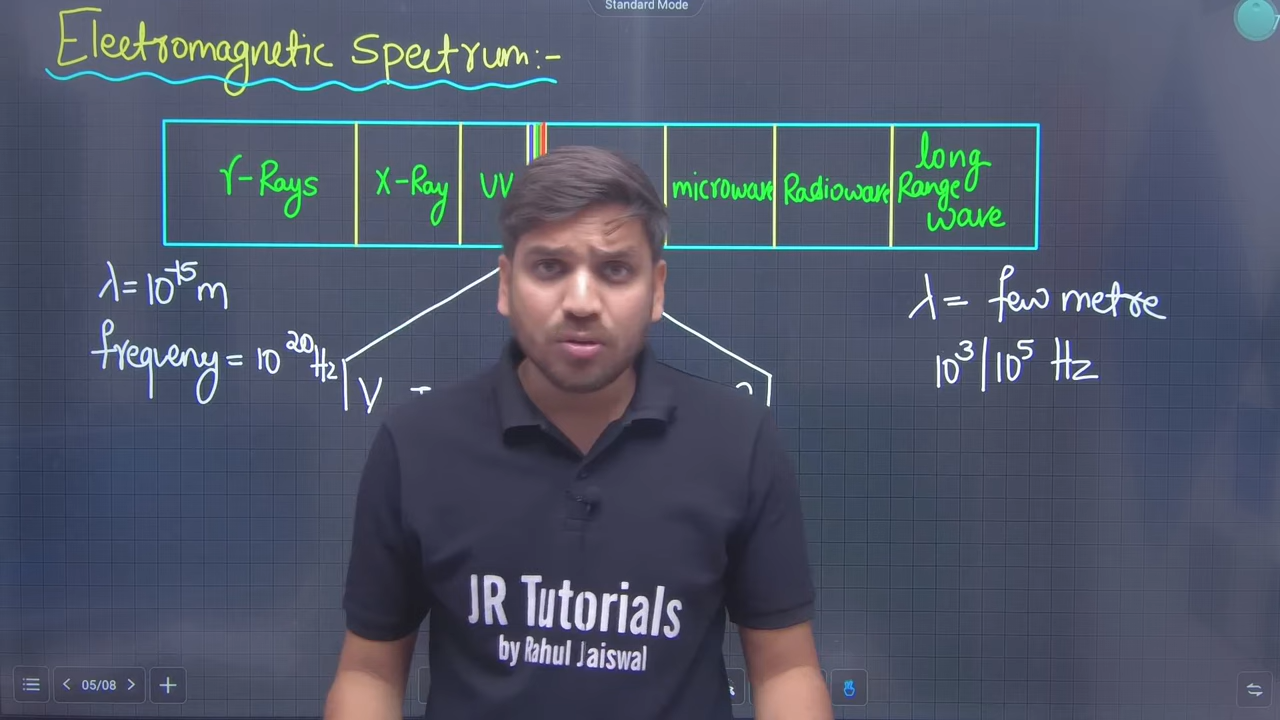 Standard Mode
Electromagnetic Spectrum:-
γ-Rays X-Ray UV microwave Radiowave long Range wave
λ = 10⁻¹⁵ m
frequeny = 10²⁰ Hz
λ = few metre
10³/10⁵ Hz
V I
JR Tutorials
by Rahul Jaiswal
05/08